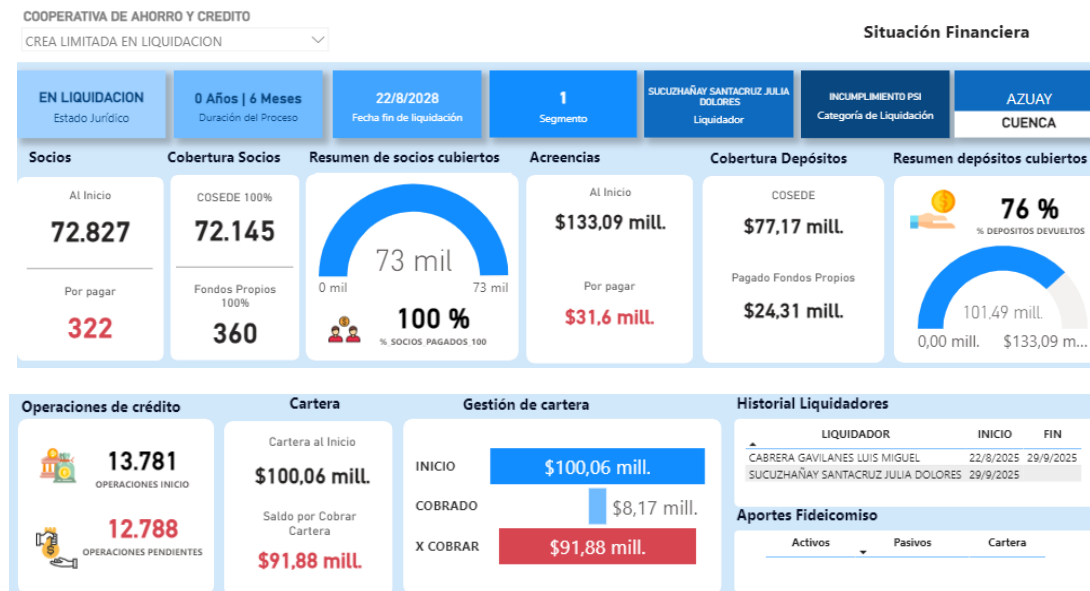 COOPERATIVA DE AHORRO Y CREDITO
CREA LIMITADA EN LIQUIDACION
Situación Financiera
EN LIQUIDACION
Estado Jurídico
0 Años | 6 Meses
Duración del Proceso
22/8/2028
Fecha fin de liquidación
1
Segmento
SUCUZHAÑAY SANTACRUZ JULIA
DOLORES
Liquidador
INCUMPLIMIENTO PSI
Categoría de Liquidación
AZUAY
CUENCA
Socios
Al Inicio
72.827
Por pagar
322
Cobertura Socios
COSEDE 100%
72.145
Fondos Propios
100%
360
Resumen de socios cubiertos
73 mil
0 mil
73 mil
100 %
% SOCIOS PAGADOS 100
Acreencias
Al Inicio
$133,09 mill.
Por pagar
$31,6 mill.
Cobertura Depósitos
COSEDE
$77,17 mill.
Pagado Fondos Propios
$24,31 mill.
Resumen depósitos cubiertos
76 %
% DEPOSITOS DEVUELTOS
101,49 mill.
0,00 mill.
$133,09 m...
Operaciones de crédito
13.781
OPERACIONES INICIO
12.788
OPERACIONES PENDIENTES
Cartera
Cartera al Inicio
$100,06 mill.
Saldo por Cobrar
Cartera
$91,88 mill.
Gestión de cartera
INICIO
$100,06 mill.
COBRADO
$8,17 mill.
X COBRAR
$91,88 mill.
Historial Liquidadores
LIQUIDADOR INICIO FIN
CABRERA GAVILANES LUIS MIGUEL 22/8/2025 29/9/2025
SUCUZHAÑAY SANTACRUZ JULIA DOLORES 29/9/2025
Aportes Fideicomiso
Activos Pasivos Cartera